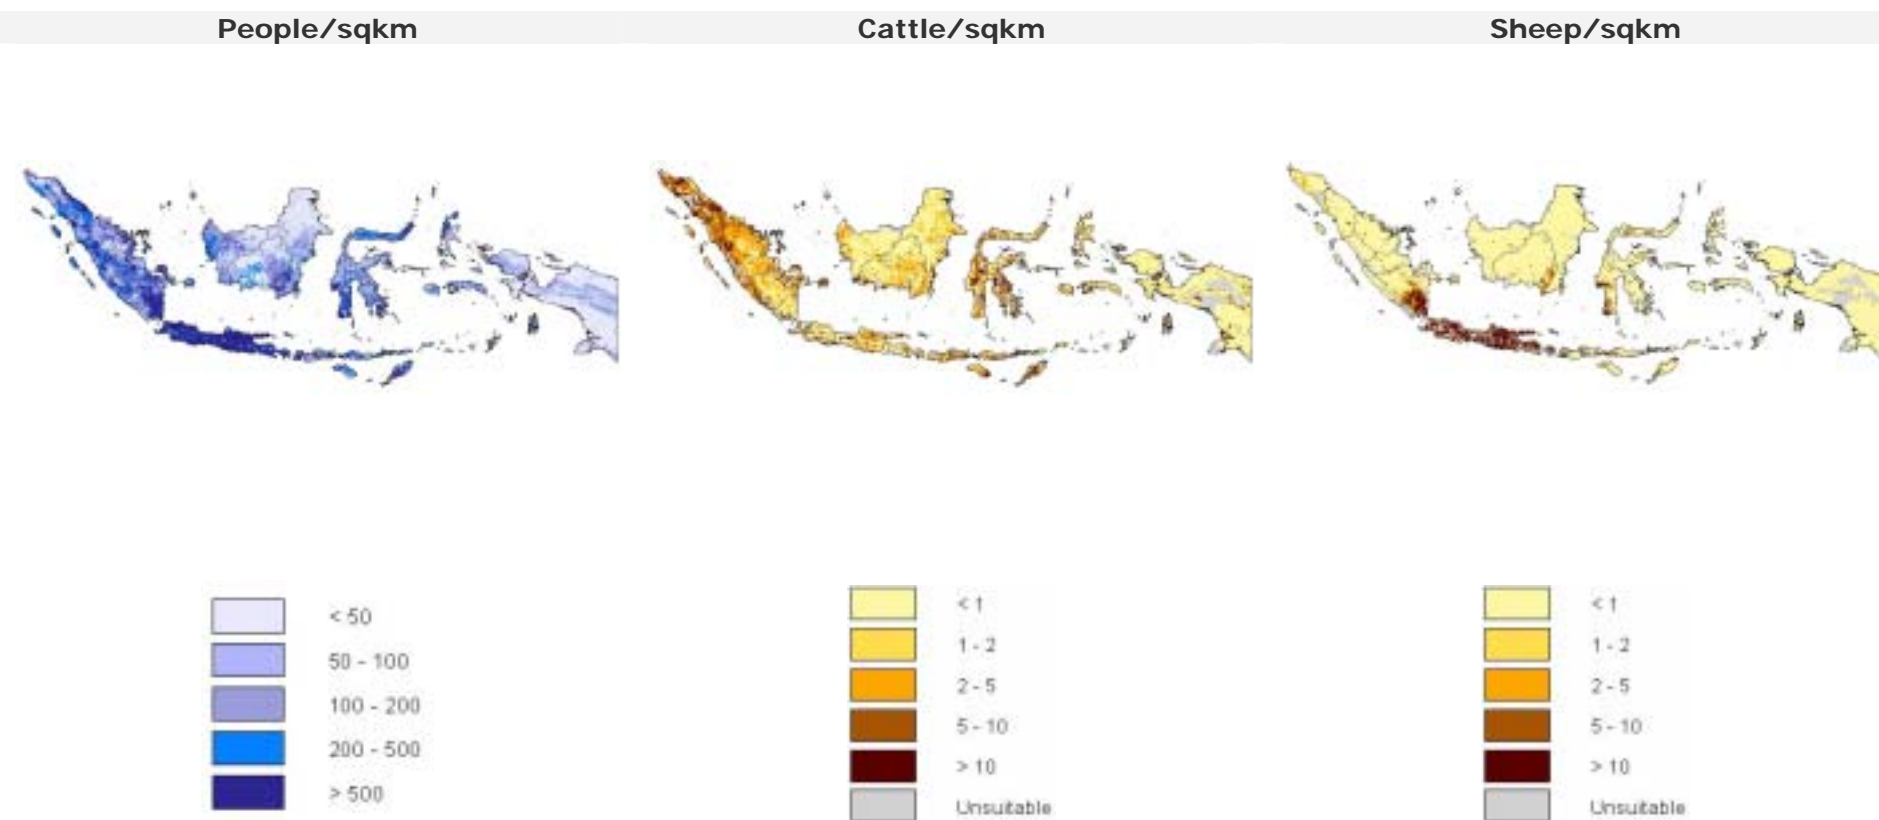 People/sqkm
Cattle/sqkm
Sheep/sqkm
< 50
50 - 100
100 - 200
200 - 500
> 500
< 1
1 - 2
2 - 5
5 - 10
> 10
Unsuitable
< 1
1 - 2
2 - 5
5 - 10
> 10
Unsuitable